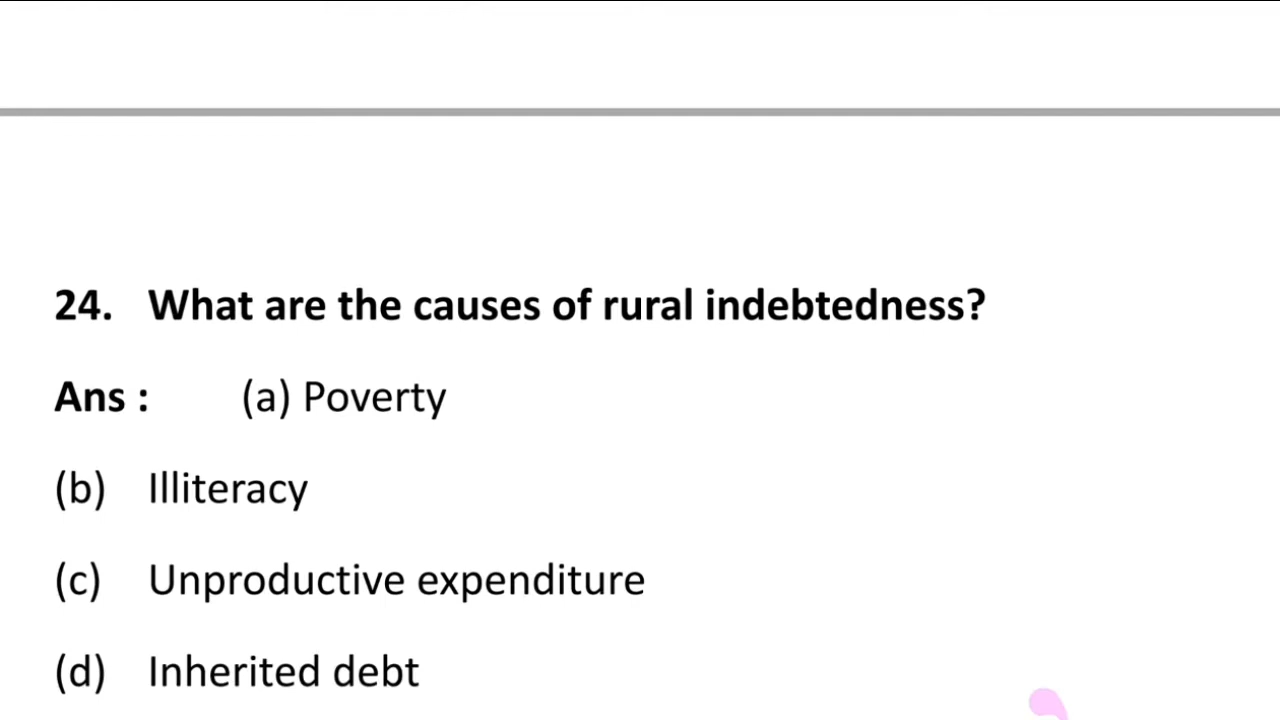 24. What are the causes of rural indebtedness?
Ans : (a) Poverty
(b) Illiteracy
(c) Unproductive expenditure
(d) Inherited debt